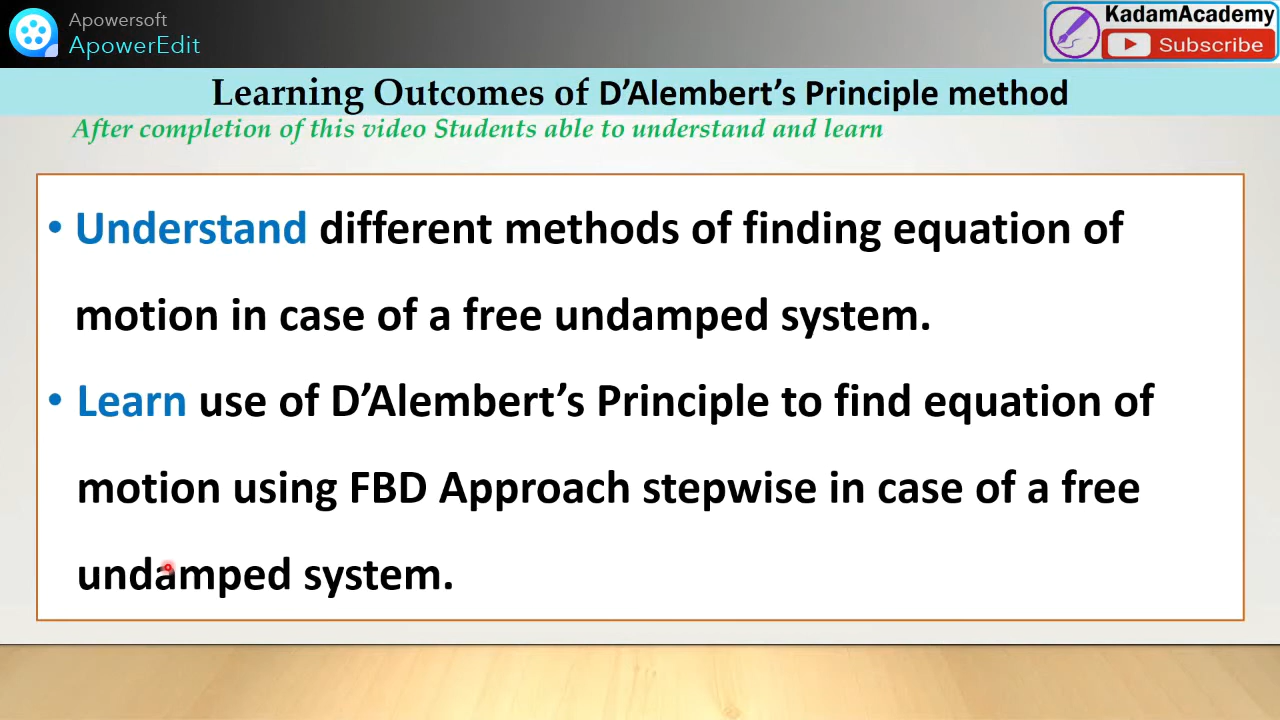 Apowersoft
ApowerEdit
KadamAcademy
Subscribe
Learning Outcomes of D’Alembert’s Principle method
After completion of this video Students able to understand and learn
• Understand different methods of finding equation of
motion in case of a free undamped system.
• Learn use of D’Alembert’s Principle to find equation of
motion using FBD Approach stepwise in case of a free
undamped system.